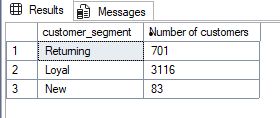 Results Messages
customer_segment Number of customers
1 Returning 701
2 Loyal 3116
3 New 83